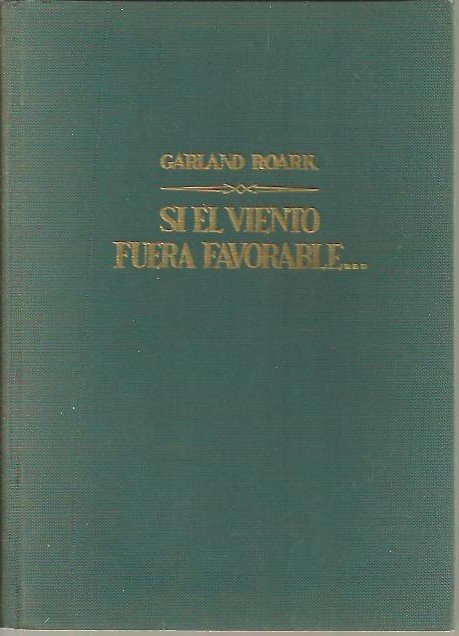 GARLAND ROARK
SI EL VIENTO
FUERA FAVORABLE...